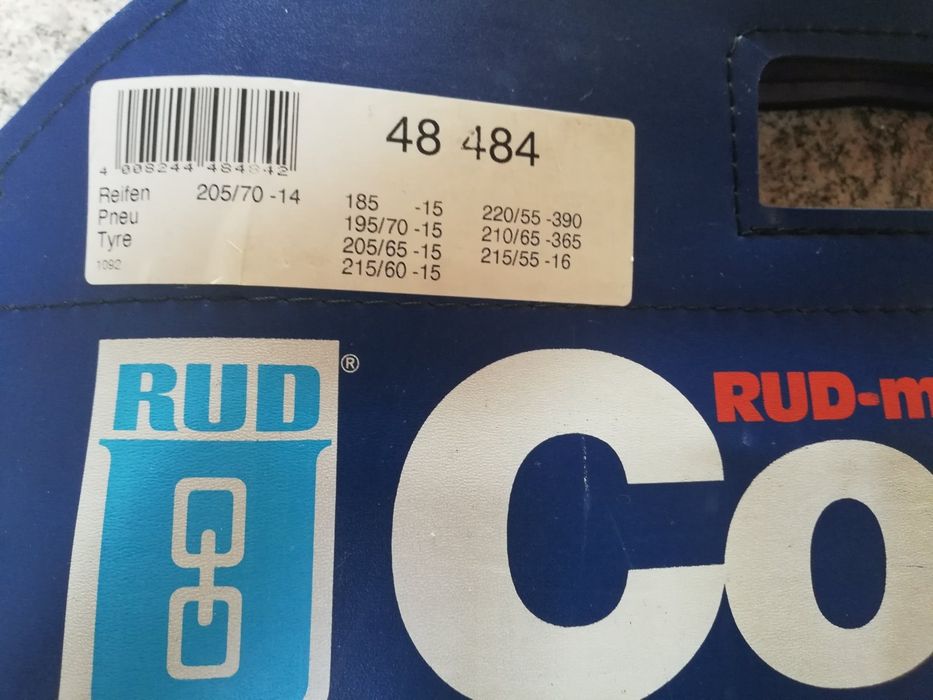 48 484
4 008244 484842
Reifen 205/70 -14
Pneu
Tyre
1092
185 -15
195/70 -15
205/65 -15
215/60 -15
220/55 -390
210/65 -365
215/55 -16
RUD®
RUD-m
Co